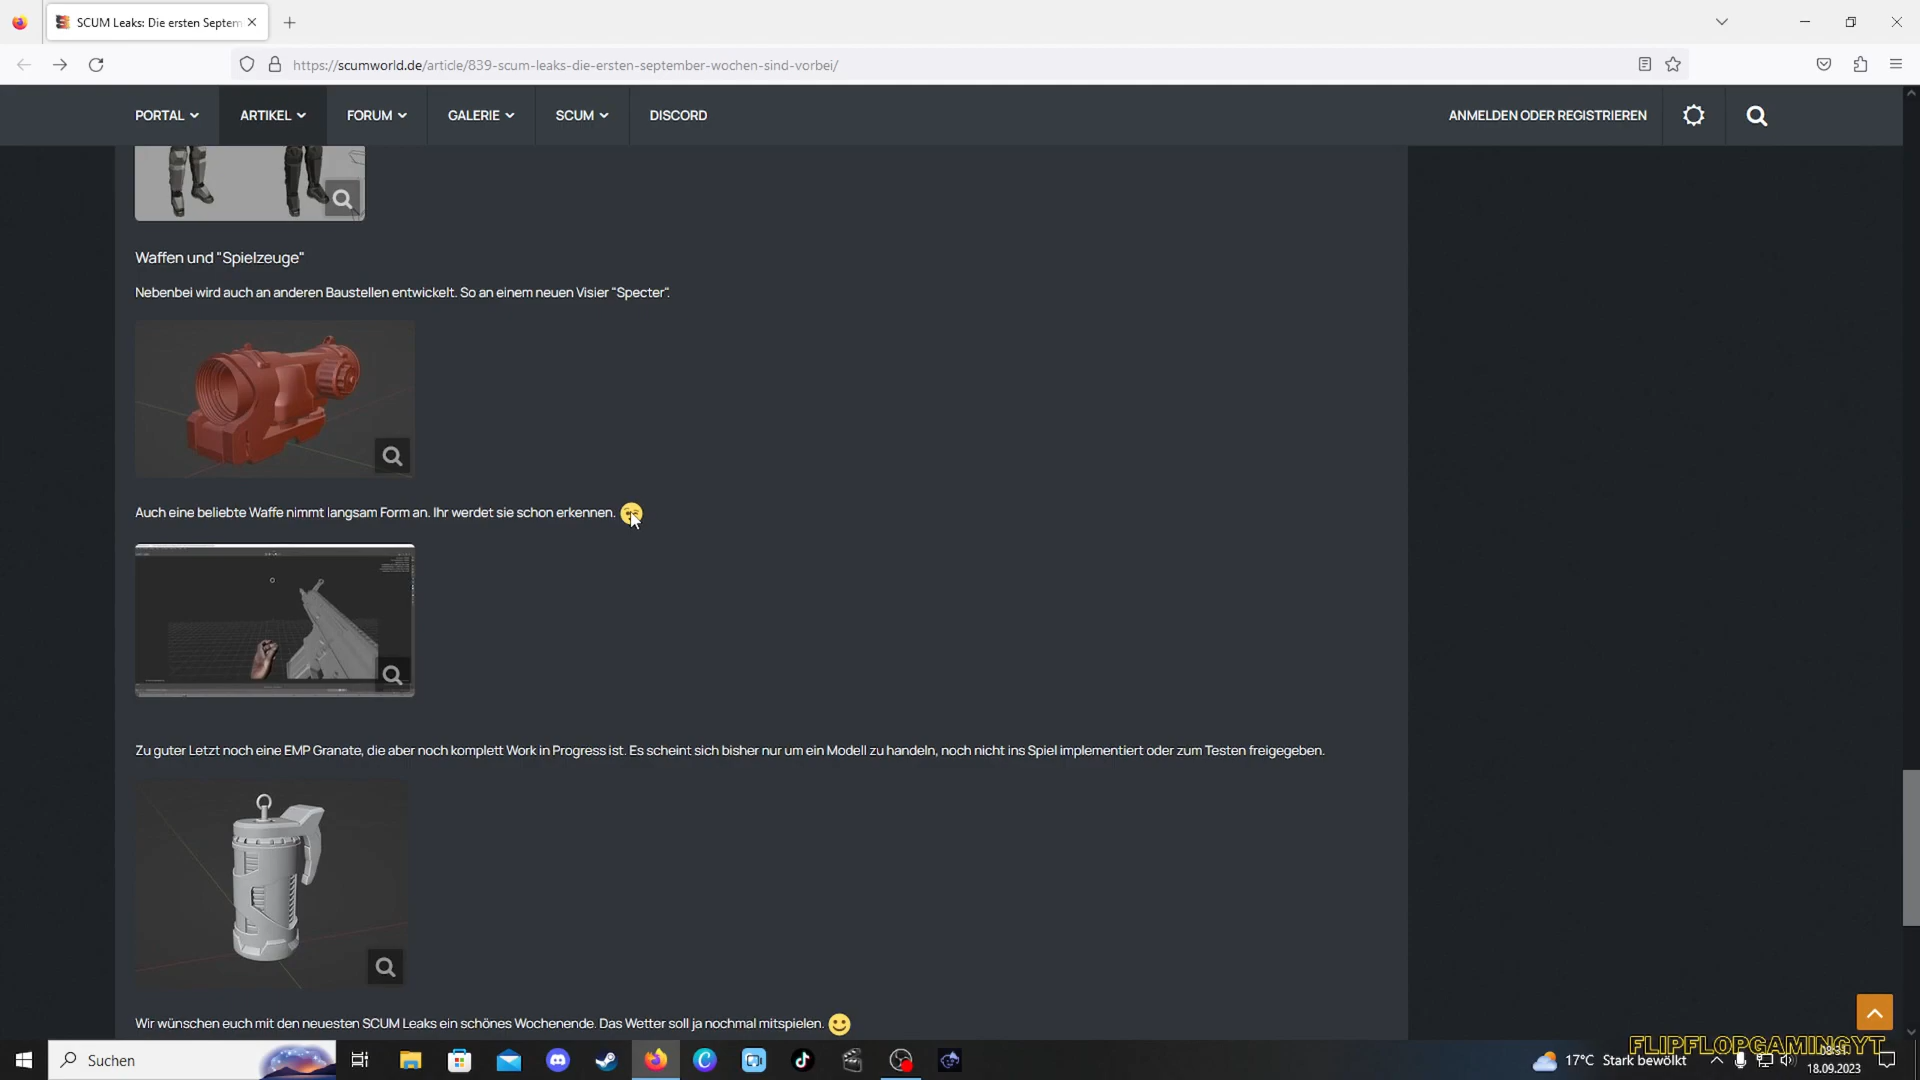 SCUM Leaks: Die ersten Septem
https://scumworld.de/article/839-scum-leaks-die-ersten-september-wochen-sind-vorbei/
PORTAL ARTIKEL FORUM GALERIE SCUM DISCORD ANMELDEN ODER REGISTRIEREN
Waffen und "Spielzeuge"
Nebenbei wird auch an anderen Baustellen entwickelt. So an einem neuen Visier "Specter".
Auch eine beliebte Waffe nimmt langsam Form an. Ihr werdet sie schon erkennen.
Zu guter Letzt noch eine EMP Granate, die aber noch komplett Work in Progress ist. Es scheint sich bisher nur um ein Modell zu handeln, noch nicht ins Spiel implementiert oder zum Testen freigegeben.
Wir wünschen euch mit den neuesten SCUM Leaks ein schönes Wochenende. Das Wetter soll ja nochmal mitspielen.
FLIPFLOPGAMINGYT
Suchen 17°C Stark bewölkt
18.09.2023